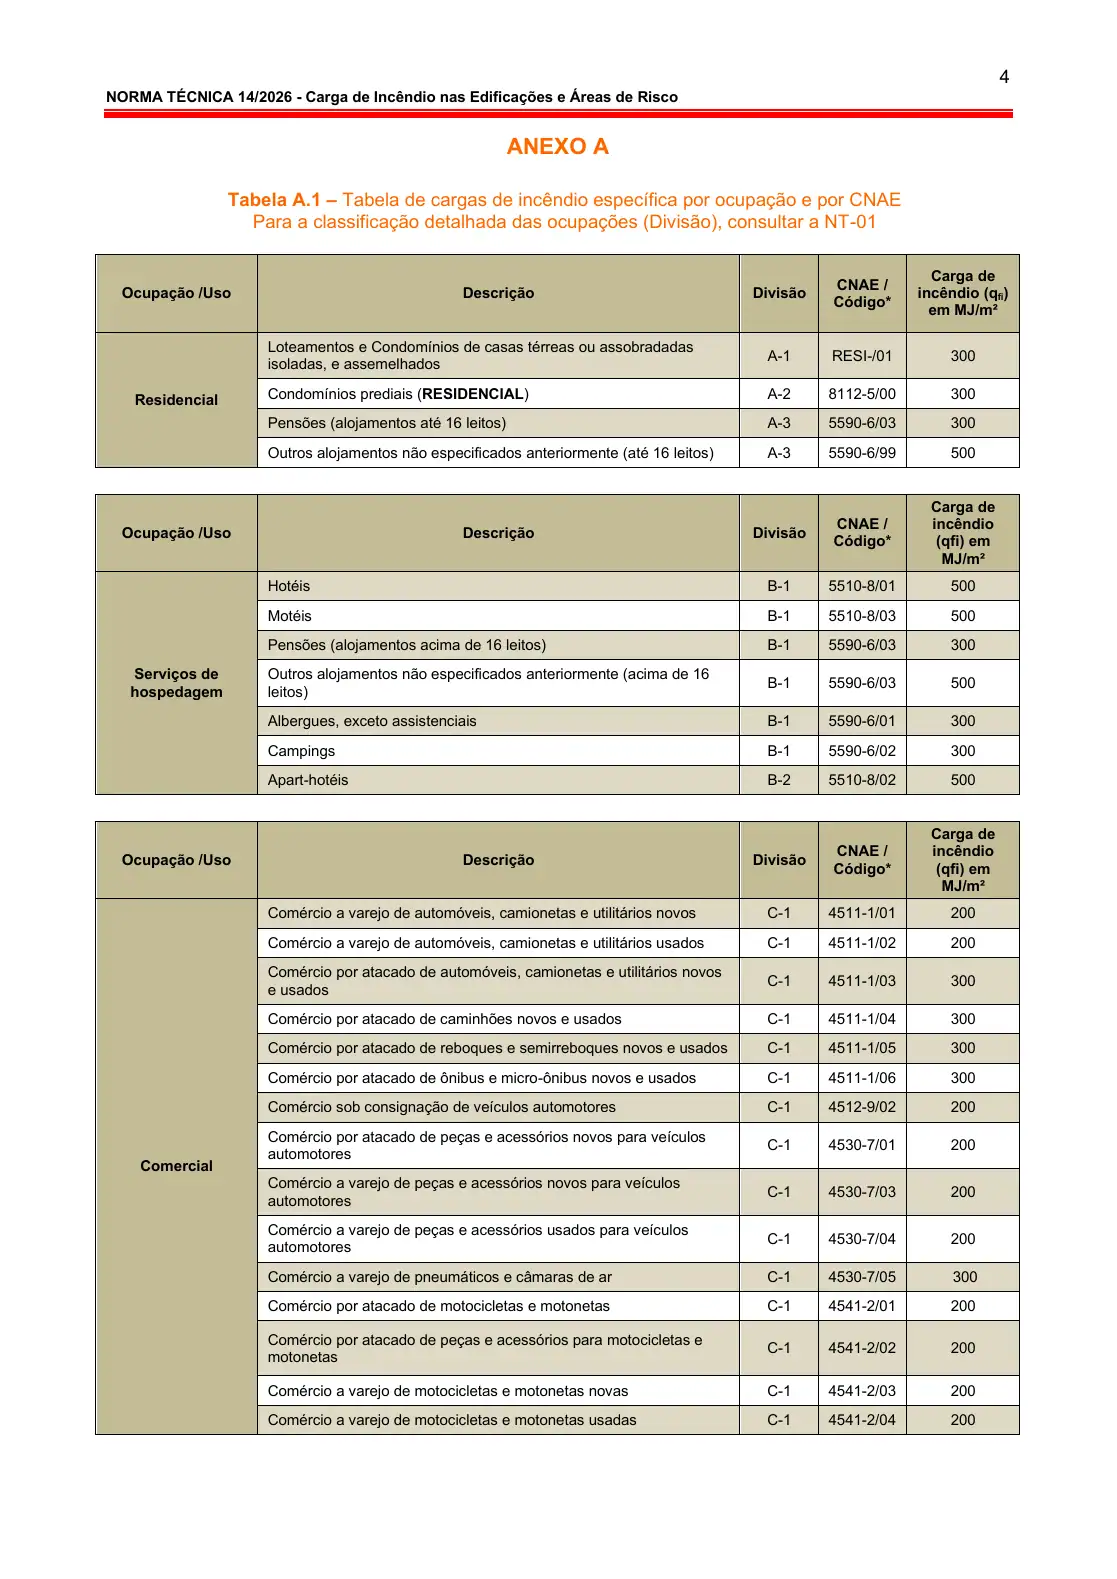 4
NORMA TÉCNICA 14/2026 - Carga de Incêndio nas Edificações e Áreas de Risco
ANEXO A
Tabela A.1 – Tabela de cargas de incêndio específica por ocupação e por CNAE
Para a classificação detalhada das ocupações (Divisão), consultar a NT-01
Ocupação /Uso Descrição Divisão CNAE / Código* Carga de incêndio (qfi) em MJ/m²
Residencial
Loteamentos e Condomínios de casas térreas ou assobradadas
isoladas, e assemelhados A-1 RESI-/01 300
Condomínios prediais (RESIDENCIAL) A-2 8112-5/00 300
Pensões (alojamentos até 16 leitos) A-3 5590-6/03 300
Outros alojamentos não especificados anteriormente (até 16 leitos) A-3 5590-6/99 500
Ocupação /Uso Descrição Divisão CNAE / Código* Carga de incêndio (qfi) em MJ/m²
Serviços de
hospedagem
Hotéis B-1 5510-8/01 500
Motéis B-1 5510-8/03 500
Pensões (alojamentos acima de 16 leitos) B-1 5590-6/03 300
Outros alojamentos não especificados anteriormente (acima de 16
leitos) B-1 5590-6/03 500
Albergues, exceto assistenciais B-1 5590-6/01 300
Campings B-1 5590-6/02 300
Apart-hotéis B-2 5510-8/02 500
Ocupação /Uso Descrição Divisão CNAE / Código* Carga de incêndio (qfi) em MJ/m²
Comercial
Comércio a varejo de automóveis, camionetas e utilitários novos C-1 4511-1/01 200
Comércio a varejo de automóveis, camionetas e utilitários usados C-1 4511-1/02 200
Comércio por atacado de automóveis, camionetas e utilitários novos
e usados C-1 4511-1/03 300
Comércio por atacado de caminhões novos e usados C-1 4511-1/04 300
Comércio por atacado de reboques e semirreboques novos e usados C-1 4511-1/05 300
Comércio por atacado de ônibus e micro-ônibus novos e usados C-1 4511-1/06 300
Comércio sob consignação de veículos automotores C-1 4512-9/02 200
Comércio por atacado de peças e acessórios novos para veículos
automotores C-1 4530-7/01 200
Comércio a varejo de peças e acessórios novos para veículos
automotores C-1 4530-7/03 200
Comércio a varejo de peças e acessórios usados para veículos
automotores C-1 4530-7/04 200
Comércio a varejo de pneumáticos e câmaras de ar C-1 4530-7/05 300
Comércio por atacado de motocicletas e motonetas C-1 4541-2/01 200
Comércio por atacado de peças e acessórios para motocicletas e
motonetas C-1 4541-2/02 200
Comércio a varejo de motocicletas e motonetas novas C-1 4541-2/03 200
Comércio a varejo de motocicletas e motonetas usadas C-1 4541-2/04 200